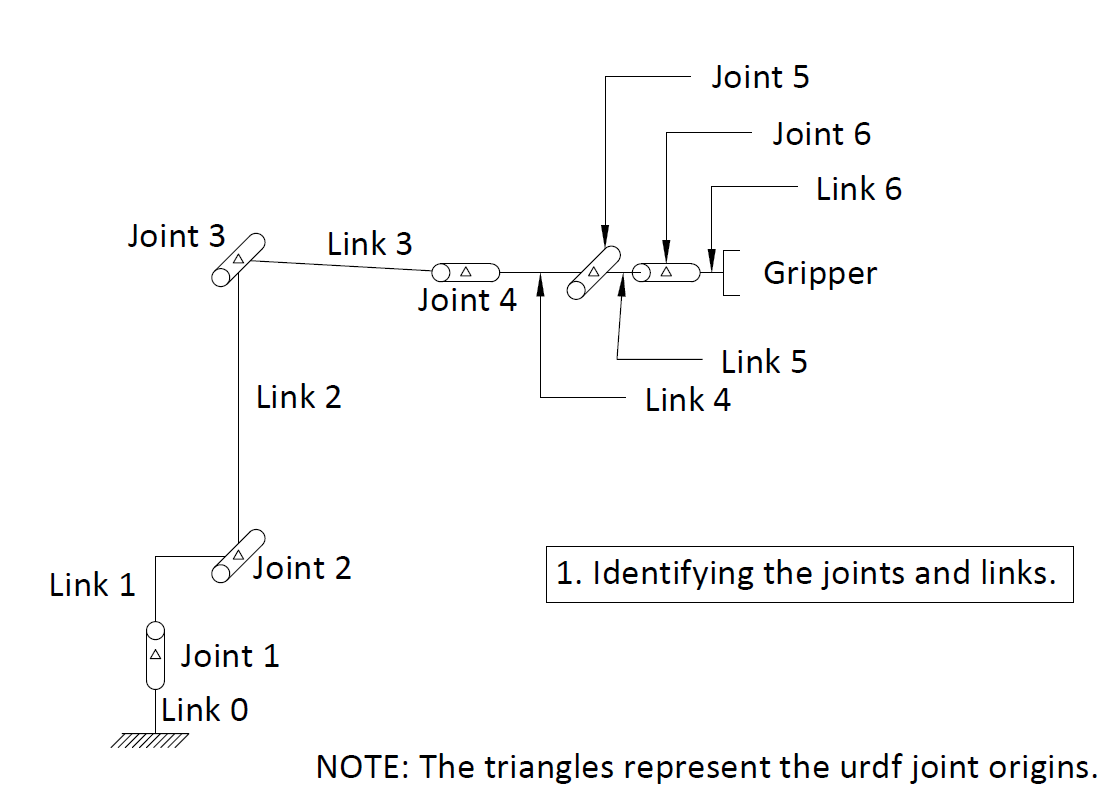 Joint 5
Joint 6
Link 6
Joint 3
Link 3
Gripper
Joint 4
Link 5
Link 2
Link 4
Joint 2
1. Identifying the joints and links.
Link 1
Joint 1
Link 0
NOTE: The triangles represent the urdf joint origins.